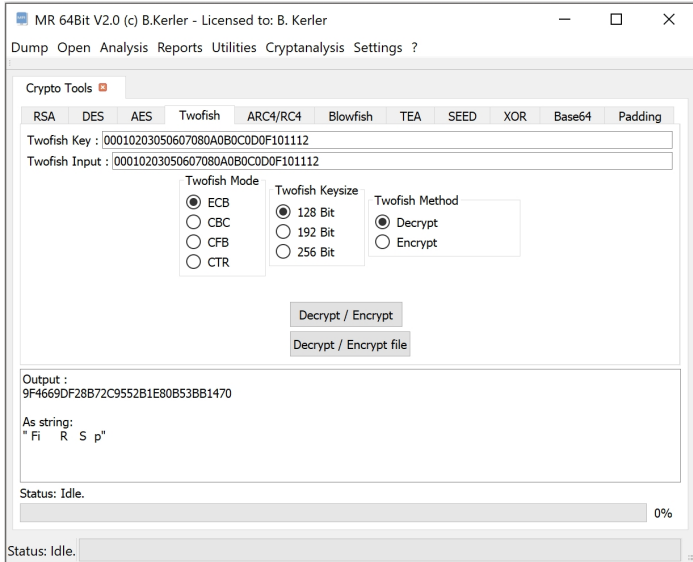 MR 64Bit V2.0 (c) B.Kerler - Licensed to: B. Kerler
Dump Open Analysis Reports Utilities Cryptanalysis Settings ?
Crypto Tools
RSA DES AES Twofish ARC4/RC4 Blowfish TEA SEED XOR Base64 Padding
Twofish Key : 00010203050607080A0B0C0D0F101112
Twofish Input : 00010203050607080A0B0C0D0F101112
Twofish Mode
ECB
CBC
CFB
CTR
Twofish Keysize
128 Bit
192 Bit
256 Bit
Twofish Method
Decrypt
Encrypt
Decrypt / Encrypt
Decrypt / Encrypt file
Output :
9F4669DF28B72C9552B1E80B53BB1470
As string:
" Fi R S p"
Status: Idle.
0%
Status: Idle.